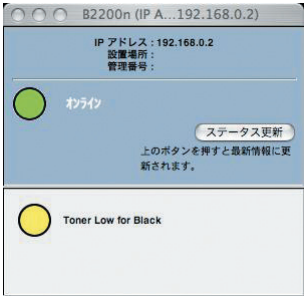 B2200n (IP A...192.168.0.2)
IP アドレス : 192.168.0.2
設置場所 :
管理番号 :
オンライン
ステータス更新
上のボタンを押すと最新情報に更
新されます。
Toner Low for Black